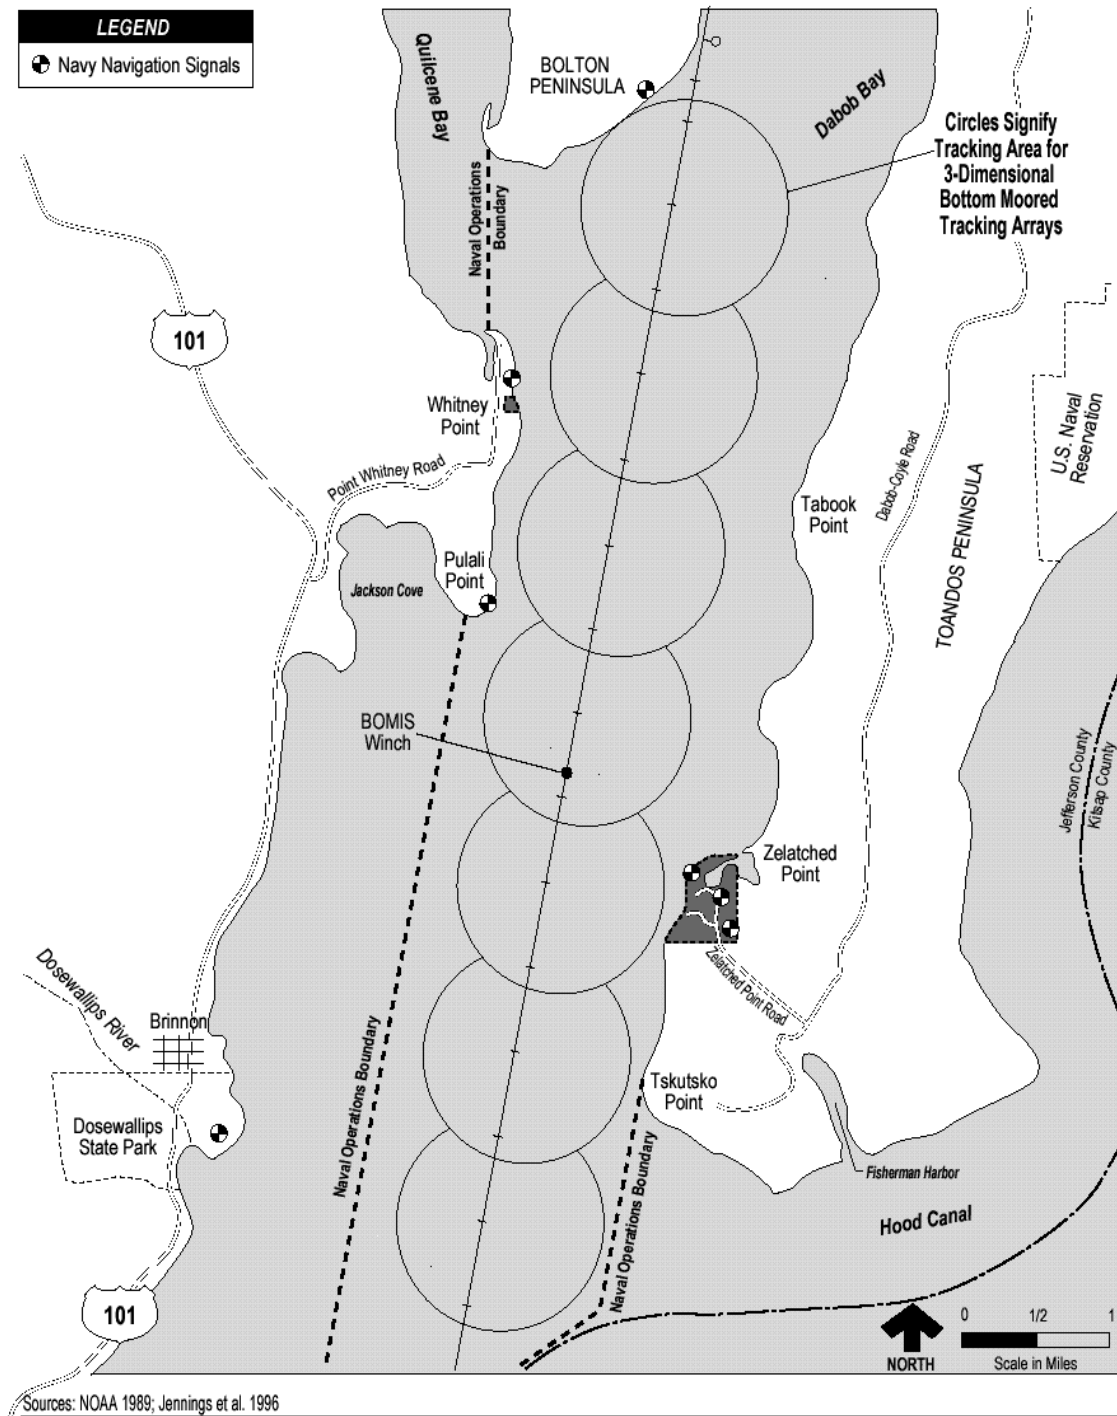 LEGEND
Navy Navigation Signals
Quilcene Bay
BOLTON
PENINSULA
Dabob Bay
Circles Signify
Tracking Area for
3-Dimensional
Bottom Moored
Tracking Arrays
Naval Operations
Boundary
101
Whitney
Point
Point Whitney Road
U.S. Naval
Reservation
Dabob-Coyle Road
TOANDOS PENINSULA
Tabook
Point
Pulali
Point
Jackson Cove
BOMIS
Winch
Jefferson County
Kitsap County
Zelatched
Point
Zelatched Point Road
Dosewallips River
Brinnon
Naval Operations Boundary
Tskutsko
Point
Dosewallips
State Park
Naval Operations Boundary
Fisherman Harbor
Hood Canal
101
0 1/2 1
NORTH
Scale in Miles
Sources: NOAA 1989; Jennings et al. 1996